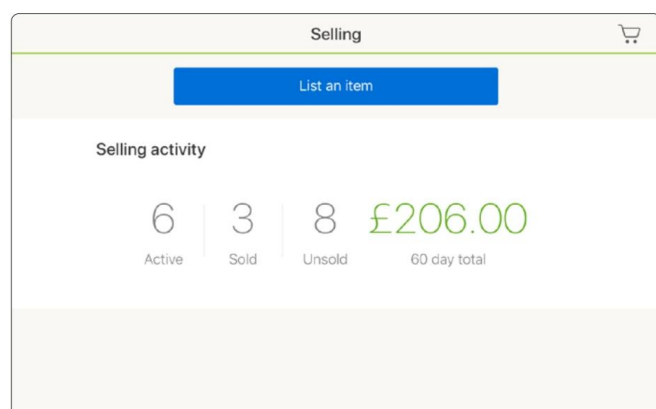 Selling
List an item
Selling activity
6 3 8 £206.00
Active Sold Unsold 60 day total